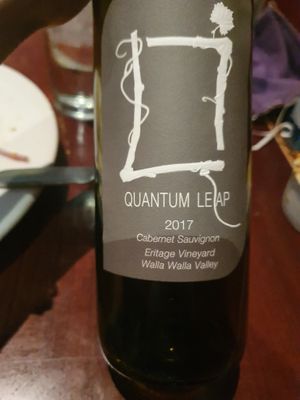 QUANTUM LEAP
2017
Cabernet Sauvignon
Eritage Vineyard
Walla Walla Valley